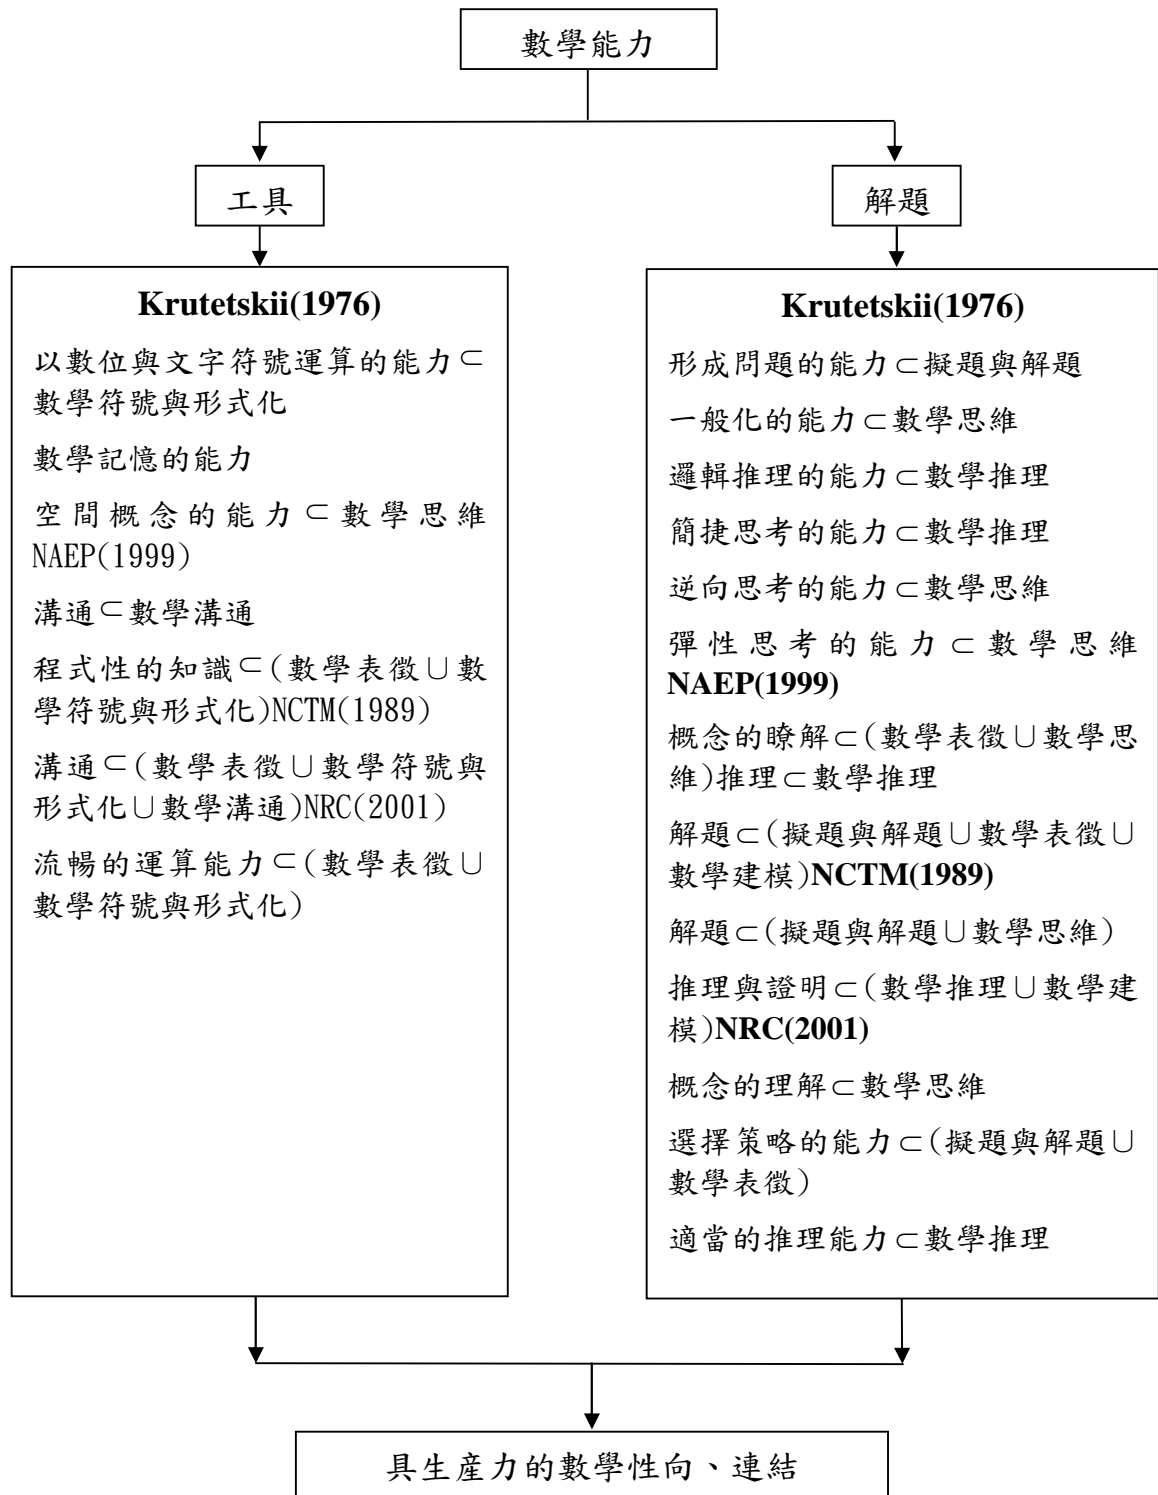 數學能力
工具
解題
Krutetskii(1976)
以數位與文字符號運算的能力⊂
數學符號與形式化
數學記憶的能力
空間概念的能力⊂數學思維
NAEP(1999)
溝通⊂數學溝通
程式性的知識⊂(數學表徵∪數
學符號與形式化)NCTM(1989)
溝通⊂(數學表徵∪數學符號與
形式化∪數學溝通)NRC(2001)
流暢的運算能力⊂(數學表徵∪
數學符號與形式化)
Krutetskii(1976)
形成問題的能力⊂擬題與解題
一般化的能力⊂數學思維
邏輯推理的能力⊂數學推理
簡捷思考的能力⊂數學推理
逆向思考的能力⊂數學思維
彈性思考的能力⊂數學思維
NAEP(1999)
概念的瞭解⊂(數學表徵∪數學思
維)推理⊂數學推理
解題⊂(擬題與解題∪數學表徵∪
數學建模)NCTM(1989)
解題⊂(擬題與解題∪數學思維)
推理與證明⊂(數學推理∪數學建
模)NRC(2001)
概念的理解⊂數學思維
選擇策略的能力⊂(擬題與解題∪
數學表徵)
適當的推理能力⊂數學推理
具生產力的數學性向、連結